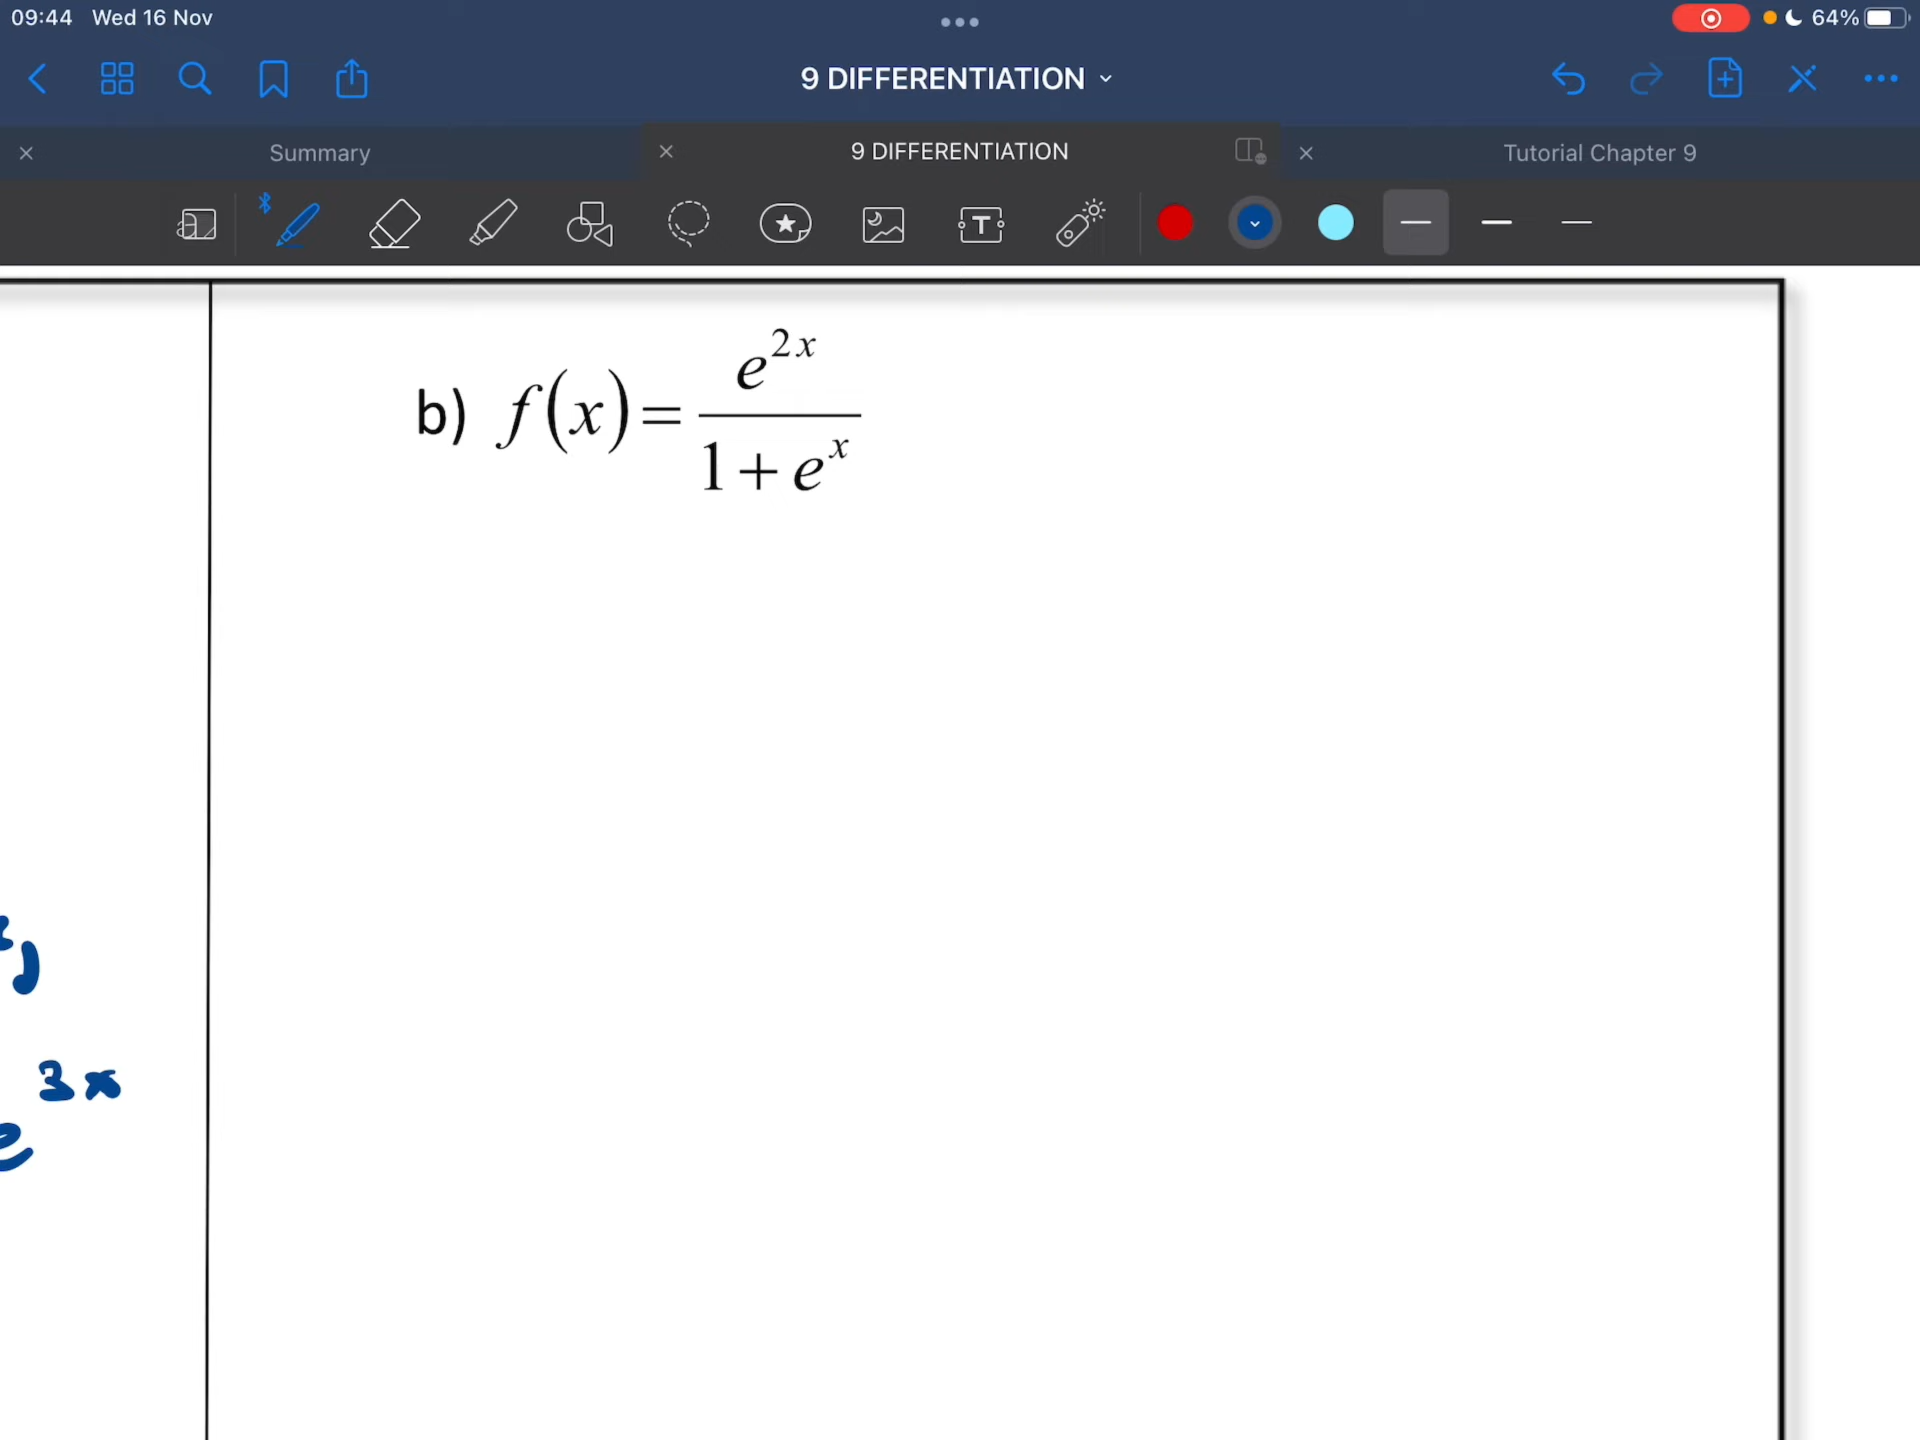 09:44 Wed 16 Nov
64%
9 DIFFERENTIATION
Summary
9 DIFFERENTIATION
Tutorial Chapter 9
b) f(x) = e^{2x} / (1 + e^x)
3x
e